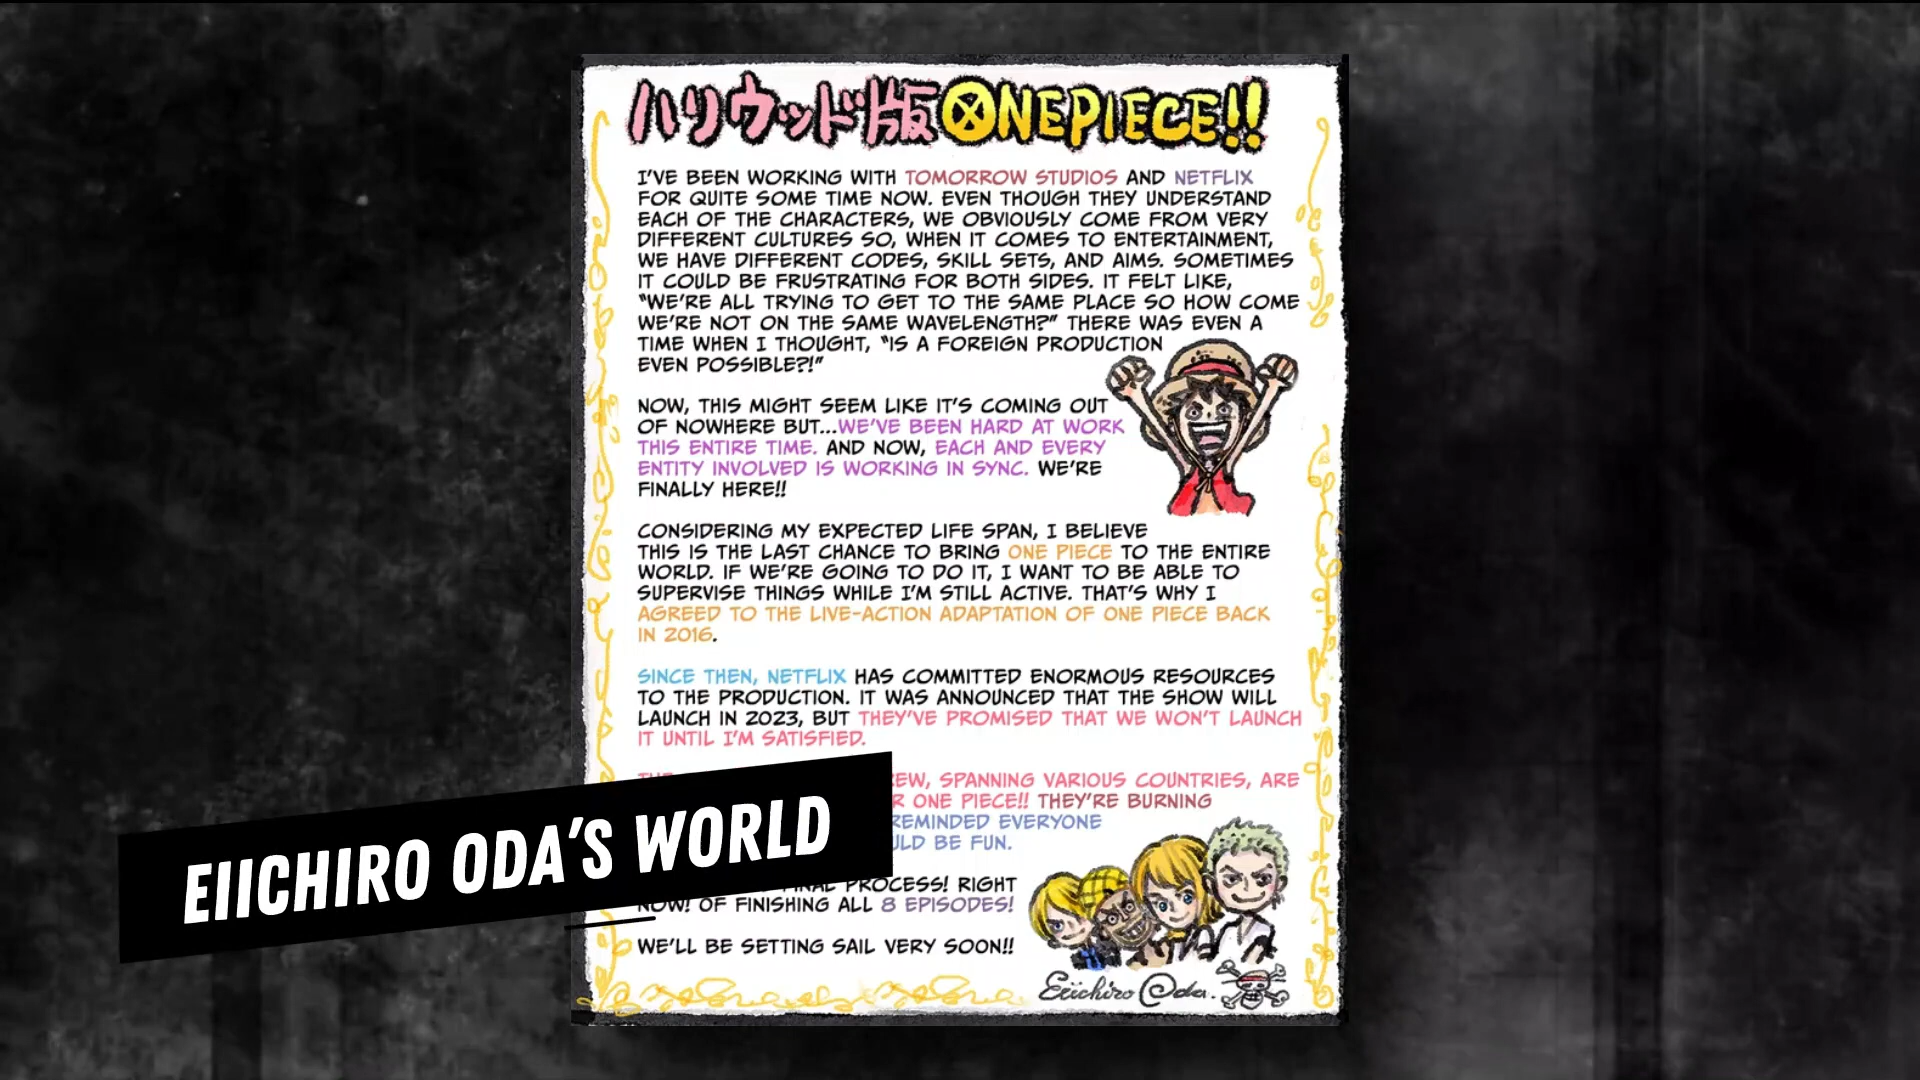 ハリウッド版 ONE PIECE!!
I'VE BEEN WORKING WITH TOMORROW STUDIOS AND NETFLIX
FOR QUITE SOME TIME NOW. EVEN THOUGH THEY UNDERSTAND
EACH OF THE CHARACTERS, WE OBVIOUSLY COME FROM VERY
DIFFERENT CULTURES SO, WHEN IT COMES TO ENTERTAINMENT,
WE HAVE DIFFERENT CODES, SKILL SETS, AND AIMS. SOMETIMES
IT COULD BE FRUSTRATING FOR BOTH SIDES. IT FELT LIKE,
"WE'RE ALL TRYING TO GET TO THE SAME PLACE SO HOW COME
WE'RE NOT ON THE SAME WAVELENGTH?" THERE WAS EVEN A
TIME WHEN I THOUGHT, "IS A FOREIGN PRODUCTION
EVEN POSSIBLE?!"
NOW, THIS MIGHT SEEM LIKE IT'S COMING OUT
OF NOWHERE BUT...WE'VE BEEN HARD AT WORK
THIS ENTIRE TIME. AND NOW, EACH AND EVERY
ENTITY INVOLVED IS WORKING IN SYNC. WE'RE
FINALLY HERE!!
CONSIDERING MY EXPECTED LIFE SPAN, I BELIEVE
THIS IS THE LAST CHANCE TO BRING ONE PIECE TO THE ENTIRE
WORLD. IF WE'RE GOING TO DO IT, I WANT TO BE ABLE TO
SUPERVISE THINGS WHILE I'M STILL ACTIVE. THAT'S WHY I
AGREED TO THE LIVE-ACTION ADAPTATION OF ONE PIECE BACK
IN 2016.
SINCE THEN, NETFLIX HAS COMMITTED ENORMOUS RESOURCES
TO THE PRODUCTION. IT WAS ANNOUNCED THAT THE SHOW WILL
LAUNCH IN 2023, BUT THEY'VE PROMISED THAT WE WON'T LAUNCH
IT UNTIL I'M SATISFIED.
SPANNING VARIOUS COUNTRIES, ARE
ONE PIECE!! THEY'RE BURNING
REMINDED EVERYONE
BE FUN.
PROCESS! RIGHT
NOW! OF FINISHING ALL 8 EPISODES!
WE'LL BE SETTING SAIL VERY SOON!!
Eiichiro Oda.
EIICHIRO ODA'S WORLD